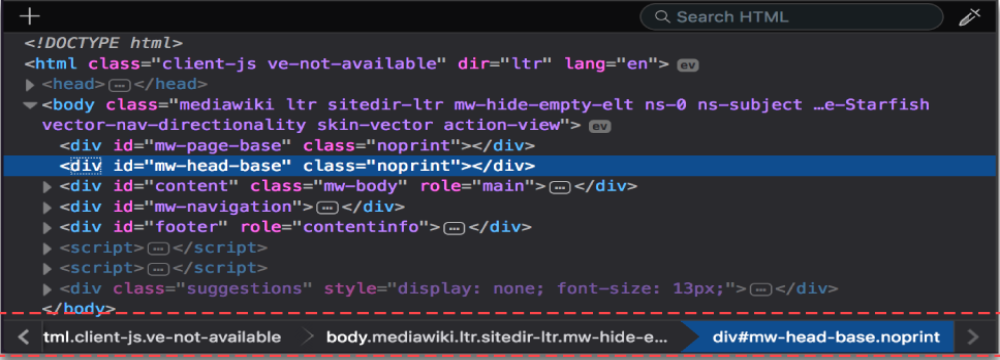 Search HTML
<!DOCTYPE html>
<html class="client-js ve-not-available" dir="ltr" lang="en"> ev
<head>…</head>
<body class="mediawiki ltr sitedir-ltr mw-hide-empty-elt ns-0 ns-subject …e-Starfish
vector-nav-directionality skin-vector action-view"> ev
<div id="mw-page-base" class="noprint"></div>
<div id="mw-head-base" class="noprint"></div>
<div id="content" class="mw-body" role="main">…</div>
<div id="mw-navigation">…</div>
<div id="footer" role="contentinfo">…</div>
<script>…</script>
<script>…</script>
<div class="suggestions" style="display: none; font-size: 13px;">…</div>
</body>
tml.client-js.ve-not-available body.mediawiki.ltr.sitedir-ltr.mw-hide-e… div#mw-head-base.noprint